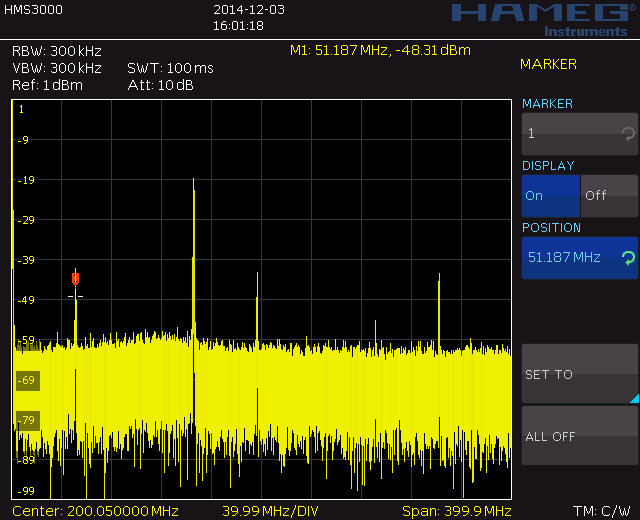 HMS3000
2014-12-03
16:01:18
HAMEG®
Instruments
RBW: 300 kHz
VBW: 300 kHz
SWT: 100 ms
Ref: 1 dBm
Att: 10 dB
M1: 51.187 MHz, -48.31 dBm
1
-9
-19
-29
-39
-49
-59
-69
-79
-89
-99
Center: 200.050000 MHz
39.99 MHz/DIV
Span: 399.9 MHz
MARKER
MARKER
1
DISPLAY
On
Off
POSITION
51.187 MHz
SET TO
ALL OFF
TM: C/W